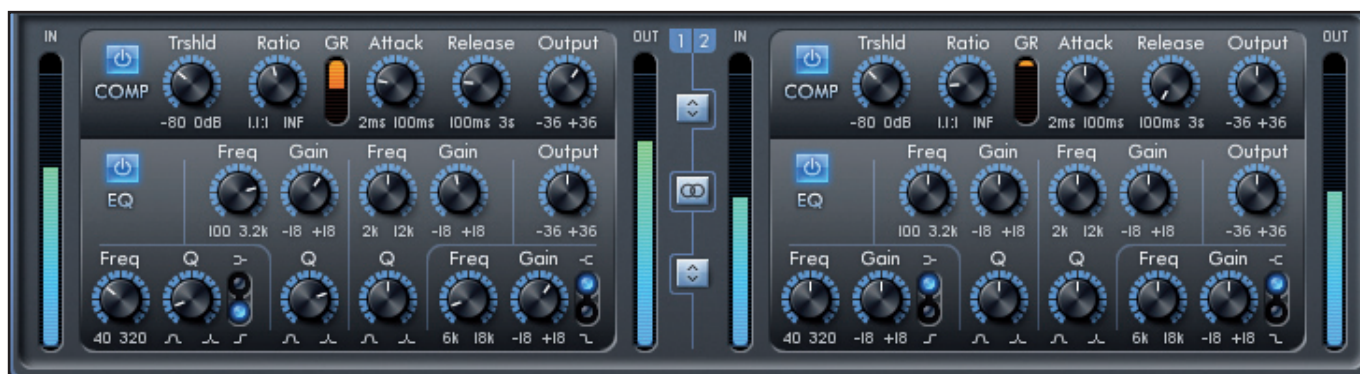 IN OUT 1 2 IN OUT
Trshld Ratio GR Attack Release Output
COMP
-80 0dB 1.1:1 INF 2ms 100ms 100ms 3s -36 +36
Freq Gain Freq Gain Output
EQ
100 3.2k -18 +18 2k 12k -18 +18 -36 +36
Freq Q Q Q Freq Gain
40 320 6k 18k -18 +18
Trshld Ratio GR Attack Release Output
COMP
-80 0dB 1.1:1 INF 2ms 100ms 100ms 3s -36 +36
Freq Gain Freq Gain Output
EQ
100 3.2k -18 +18 2k 12k -18 +18 -36 +36
Freq Gain Q Q Freq Gain
40 320 -18 +18 6k 18k -18 +18